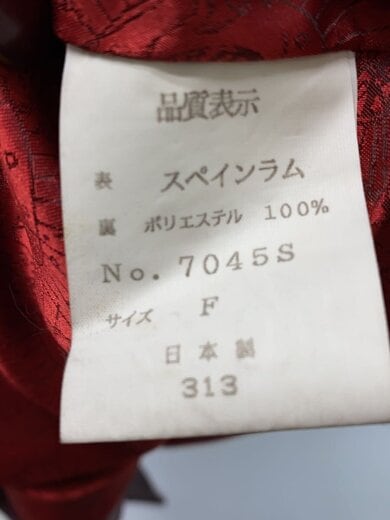 品質表示
表 スペインラム
裏 ポリエステル 100%
No. 7045S
サイズ F
日本製
313